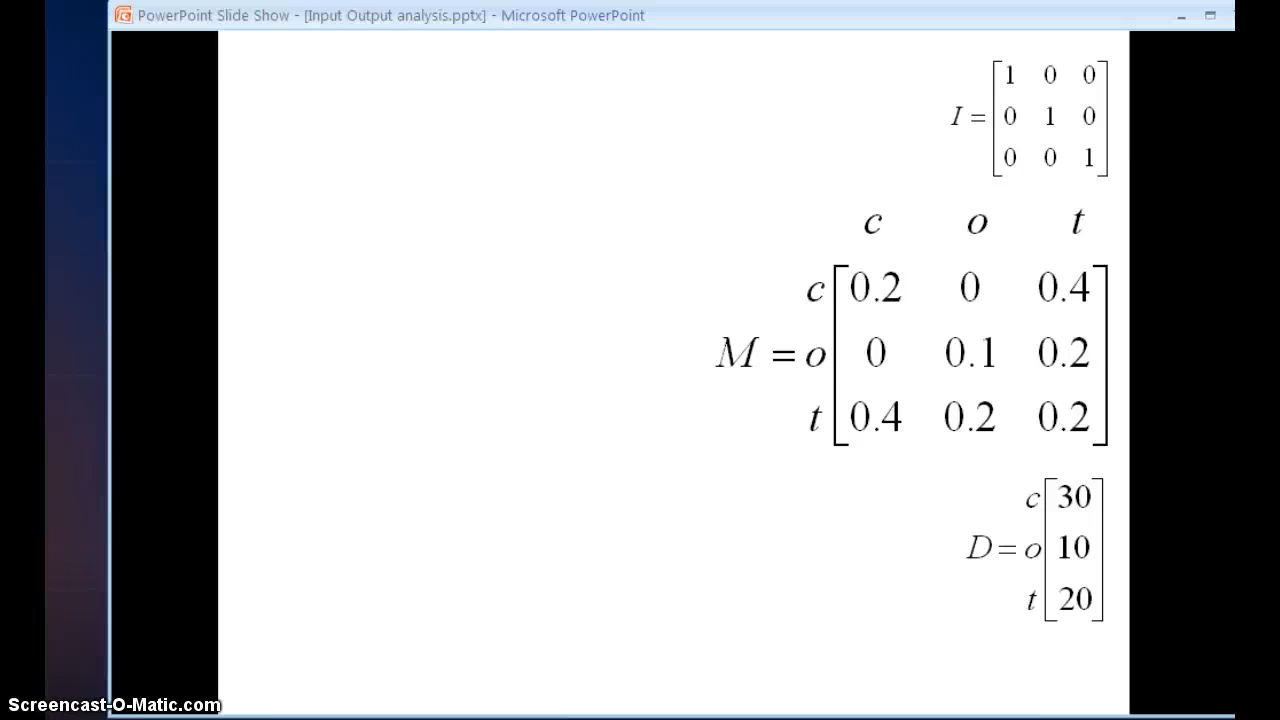 PowerPoint Slide Show - [Input Output analysis.pptx] - Microsoft PowerPoint
1 0 0
I = 0 1 0
0 0 1
c o t
c 0.2 0 0.4
M = o 0 0.1 0.2
t 0.4 0.2 0.2
c 30
D = o 10
t 20
Screencast-O-Matic.com